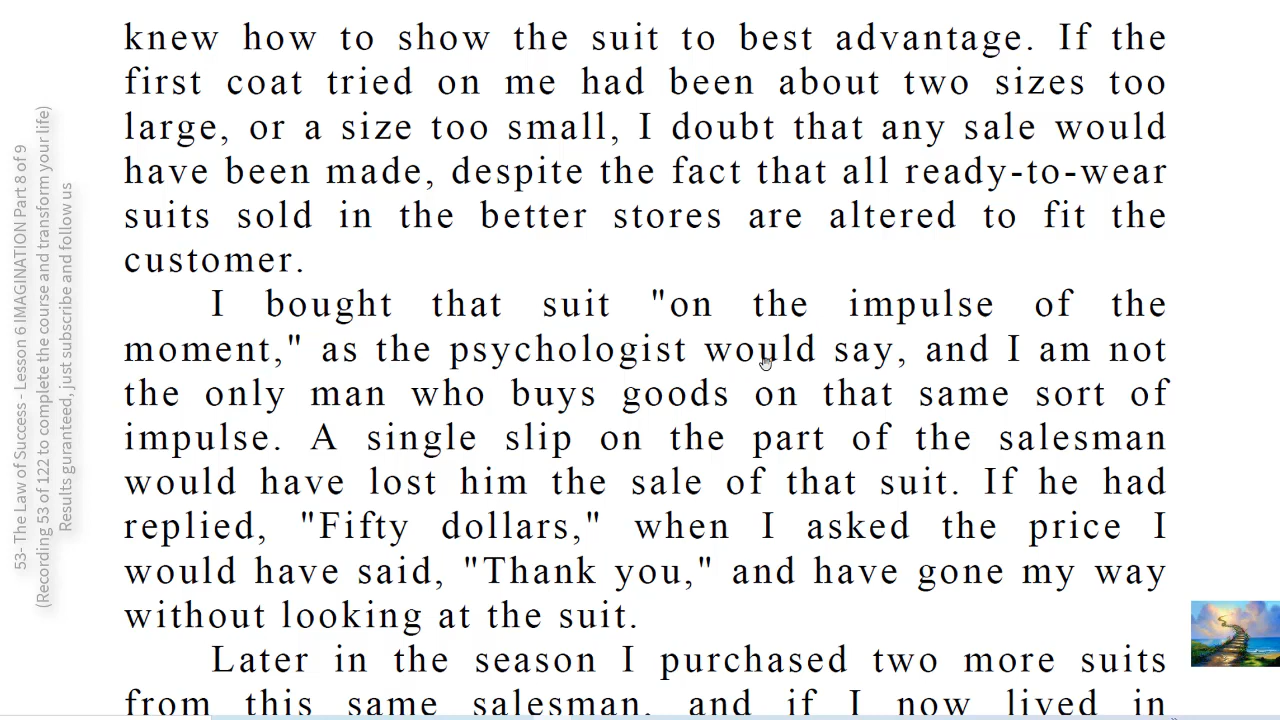 knew how to show the suit to best advantage. If the
first coat tried on me had been about two sizes too
large, or a size too small, I doubt that any sale would
have been made, despite the fact that all ready-to-wear
suits sold in the better stores are altered to fit the
customer.
I bought that suit "on the impulse of the
moment," as the psychologist would say, and I am not
the only man who buys goods on that same sort of
impulse. A single slip on the part of the salesman
would have lost him the sale of that suit. If he had
replied, "Fifty dollars," when I asked the price I
would have said, "Thank you," and have gone my way
without looking at the suit.
Later in the season I purchased two more suits
from this same salesman, and if I now lived in
53- The Law of Success - Lesson 6 IMAGINATION Part 8 of 9
(Recording 53 of 122 to complete the course and transform your life)
Results guranteed, just subscribe and follow us